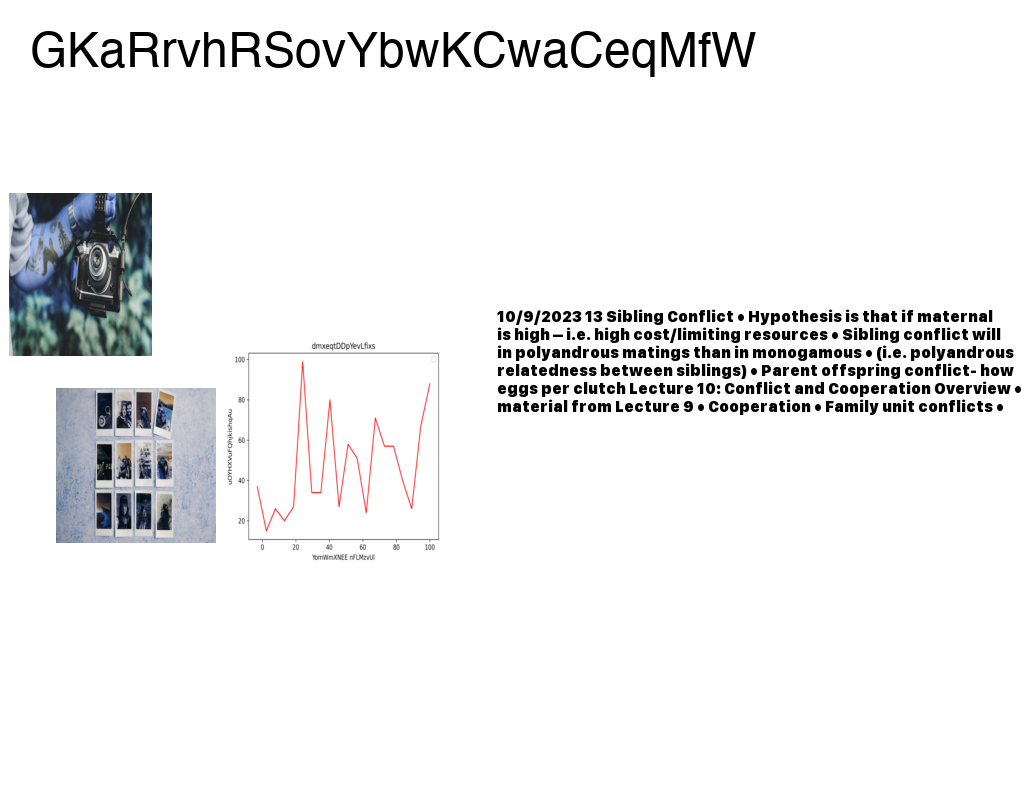 GKaRrvhRSovYbwKCwaCeqMfW
10/9/2023 13 Sibling Conflict • Hypothesis is that if maternal
is high – i.e. high cost/limiting resources • Sibling conflict will
in polyandrous matings than in monogamous • (i.e. polyandrous
relatedness between siblings) • Parent offspring conflict- how
eggs per clutch Lecture 10: Conflict and Cooperation Overview •
material from Lecture 9 • Cooperation • Family unit conflicts •
dmxeqtDDpYevLfixs
100
80
60
40
20
0 20 40 60 80 100